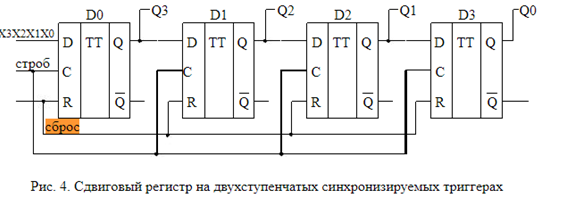 Q3 Q2 Q1 Q0
D0 D1 D2 D3
X3X2X1X0 D TT Q D TT Q D TT Q D TT Q
строб C C C C
R Q R Q R Q R Q
сброс
Рис. 4. Сдвиговый регистр на двухступенчатых синхронизируемых триггерах